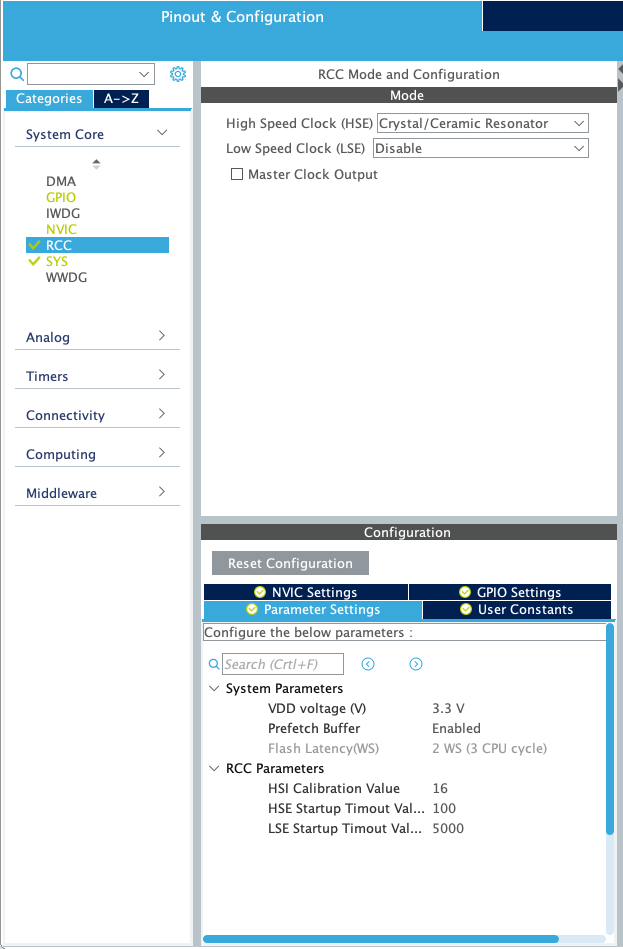 Pinout & Configuration
Categories
A->Z
System Core
DMA
GPIO
IWDG
NVIC
RCC
SYS
WWDG
Analog
Timers
Connectivity
Computing
Middleware
RCC Mode and Configuration
Mode
High Speed Clock (HSE) Crystal/Ceramic Resonator
Low Speed Clock (LSE) Disable
Master Clock Output
Configuration
Reset Configuration
NVIC Settings
GPIO Settings
Parameter Settings
User Constants
Configure the below parameters :
Search (Crtl+F)
System Parameters
VDD voltage (V) 3.3 V
Prefetch Buffer Enabled
Flash Latency(WS) 2 WS (3 CPU cycle)
RCC Parameters
HSI Calibration Value 16
HSE Startup Timout Val... 100
LSE Startup Timout Val... 5000